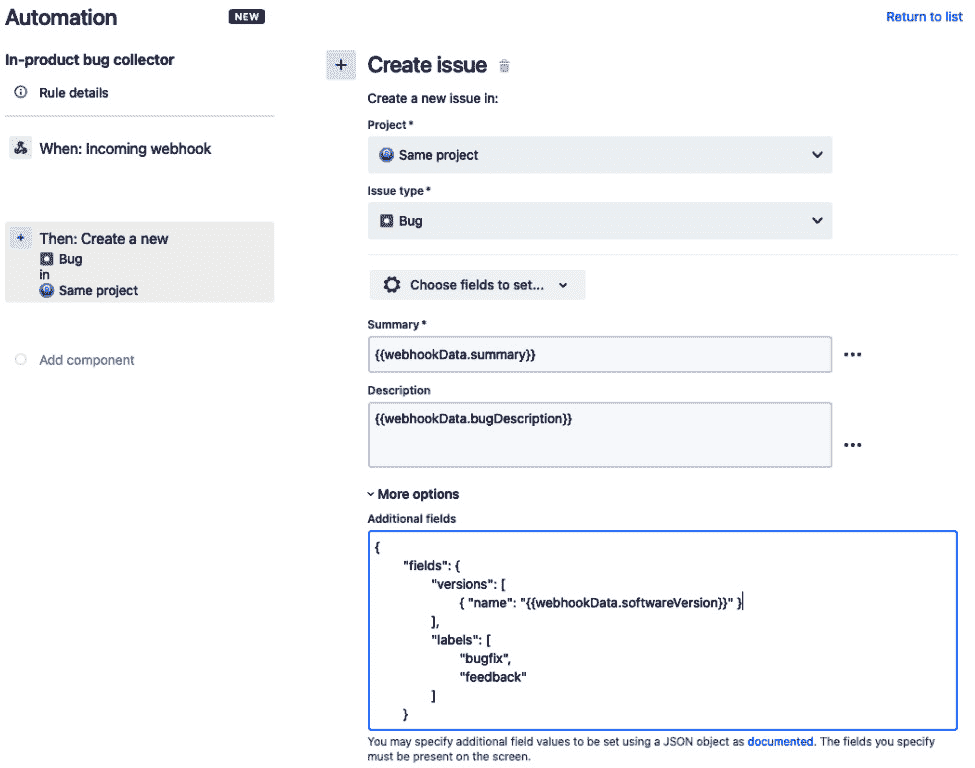 Automation NEW
Return to list
In-product bug collector
Rule details
When: Incoming webhook
Then: Create a new
Bug
in
Same project
Add component
Create issue
Create a new issue in:
Project*
Same project
Issue type*
Bug
Choose fields to set...
Summary*
{{webhookData.summary}}
Description
{{webhookData.bugDescription}}
More options
Additional fields
{
"fields": {
"versions": [
{ "name": "{{webhookData.softwareVersion}}" }
],
"labels": [
"bugfix",
"feedback"
]
}
You may specify additional field values to be set using a JSON object as documented. The fields you specify
must be present on the screen.